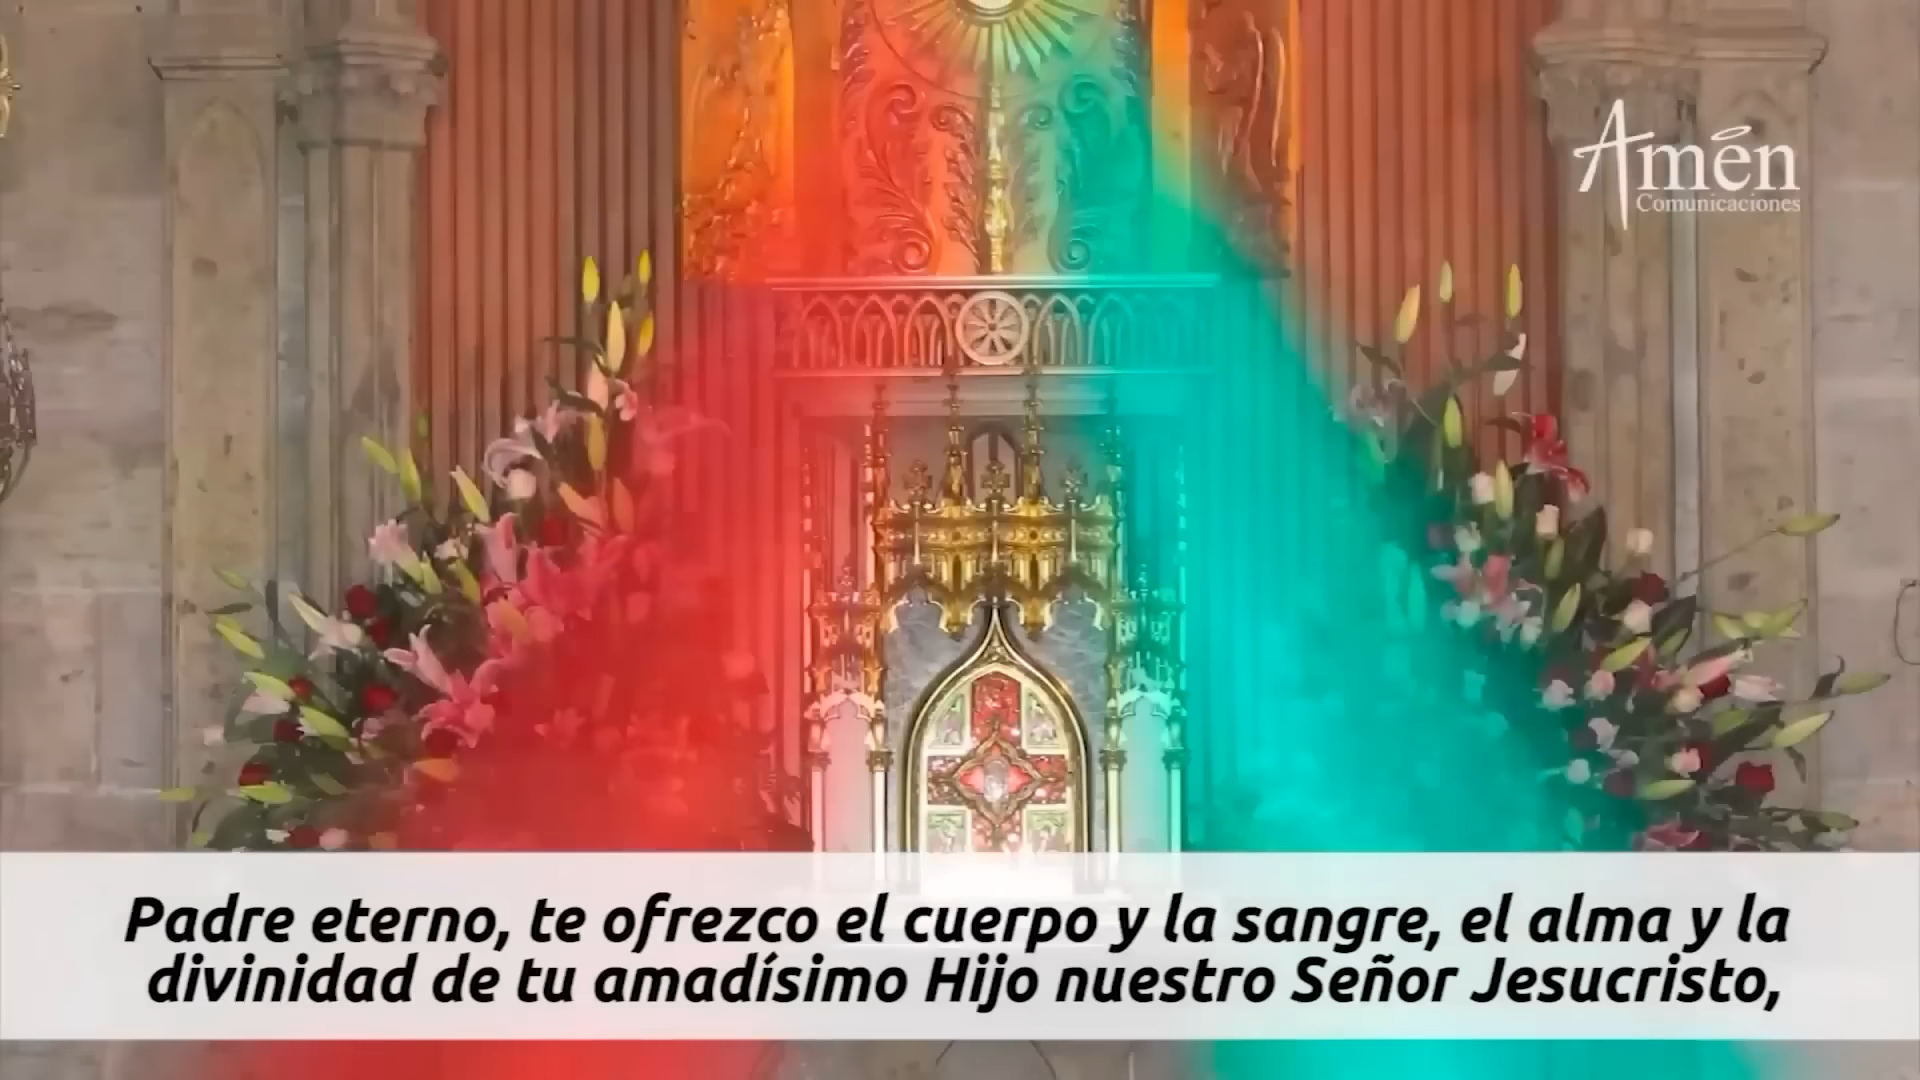 Amén
Comunicaciones
Padre eterno, te ofrezco el cuerpo y la sangre, el alma y la
divinidad de tu amadísimo Hijo nuestro Señor Jesucristo,